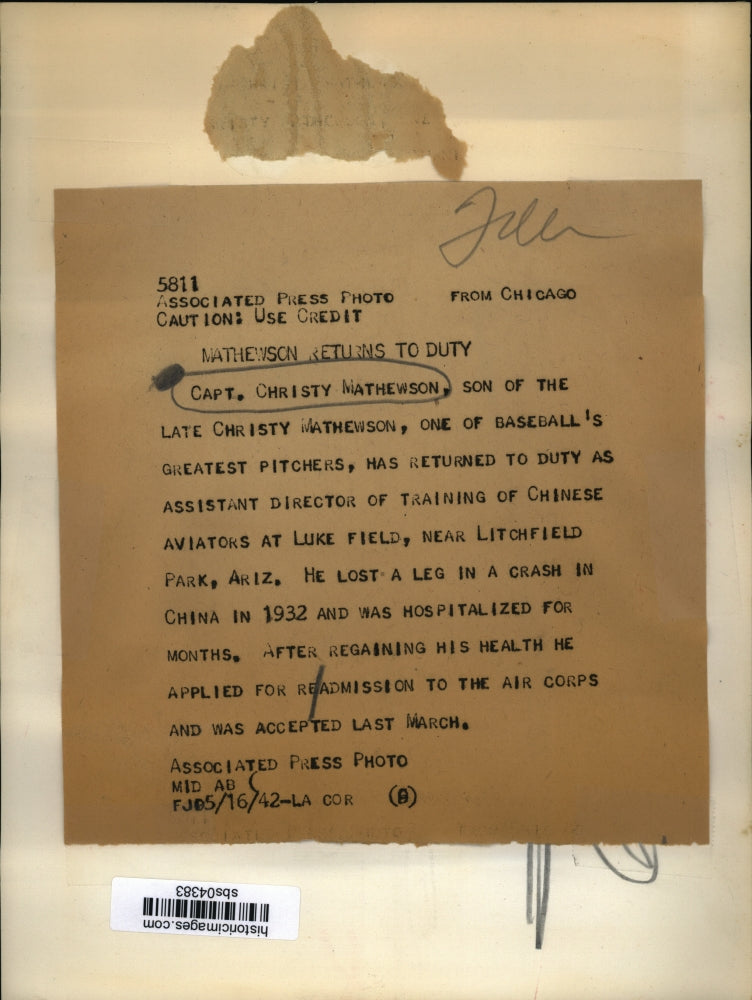 5811
ASSOCIATED PRESS PHOTO FROM CHICAGO
CAUTION: USE CREDIT
MATHEWSON RETURNS TO DUTY
CAPT. CHRISTY MATHEWSON, SON OF THE
LATE CHRISTY MATHEWSON, ONE OF BASEBALL'S
GREATEST PITCHERS, HAS RETURNED TO DUTY AS
ASSISTANT DIRECTOR OF TRAINING OF CHINESE
AVIATORS AT LUKE FIELD, NEAR LITCHFIELD
PARK, ARIZ. HE LOST A LEG IN A CRASH IN
CHINA IN 1932 AND WAS HOSPITALIZED FOR
MONTHS. AFTER REGAINING HIS HEALTH HE
APPLIED FOR READMISSION TO THE AIR CORPS
AND WAS ACCEPTED LAST MARCH.
ASSOCIATED PRESS PHOTO
MID AB
5/16/42-LA COR
historicimages.com
sbs04383